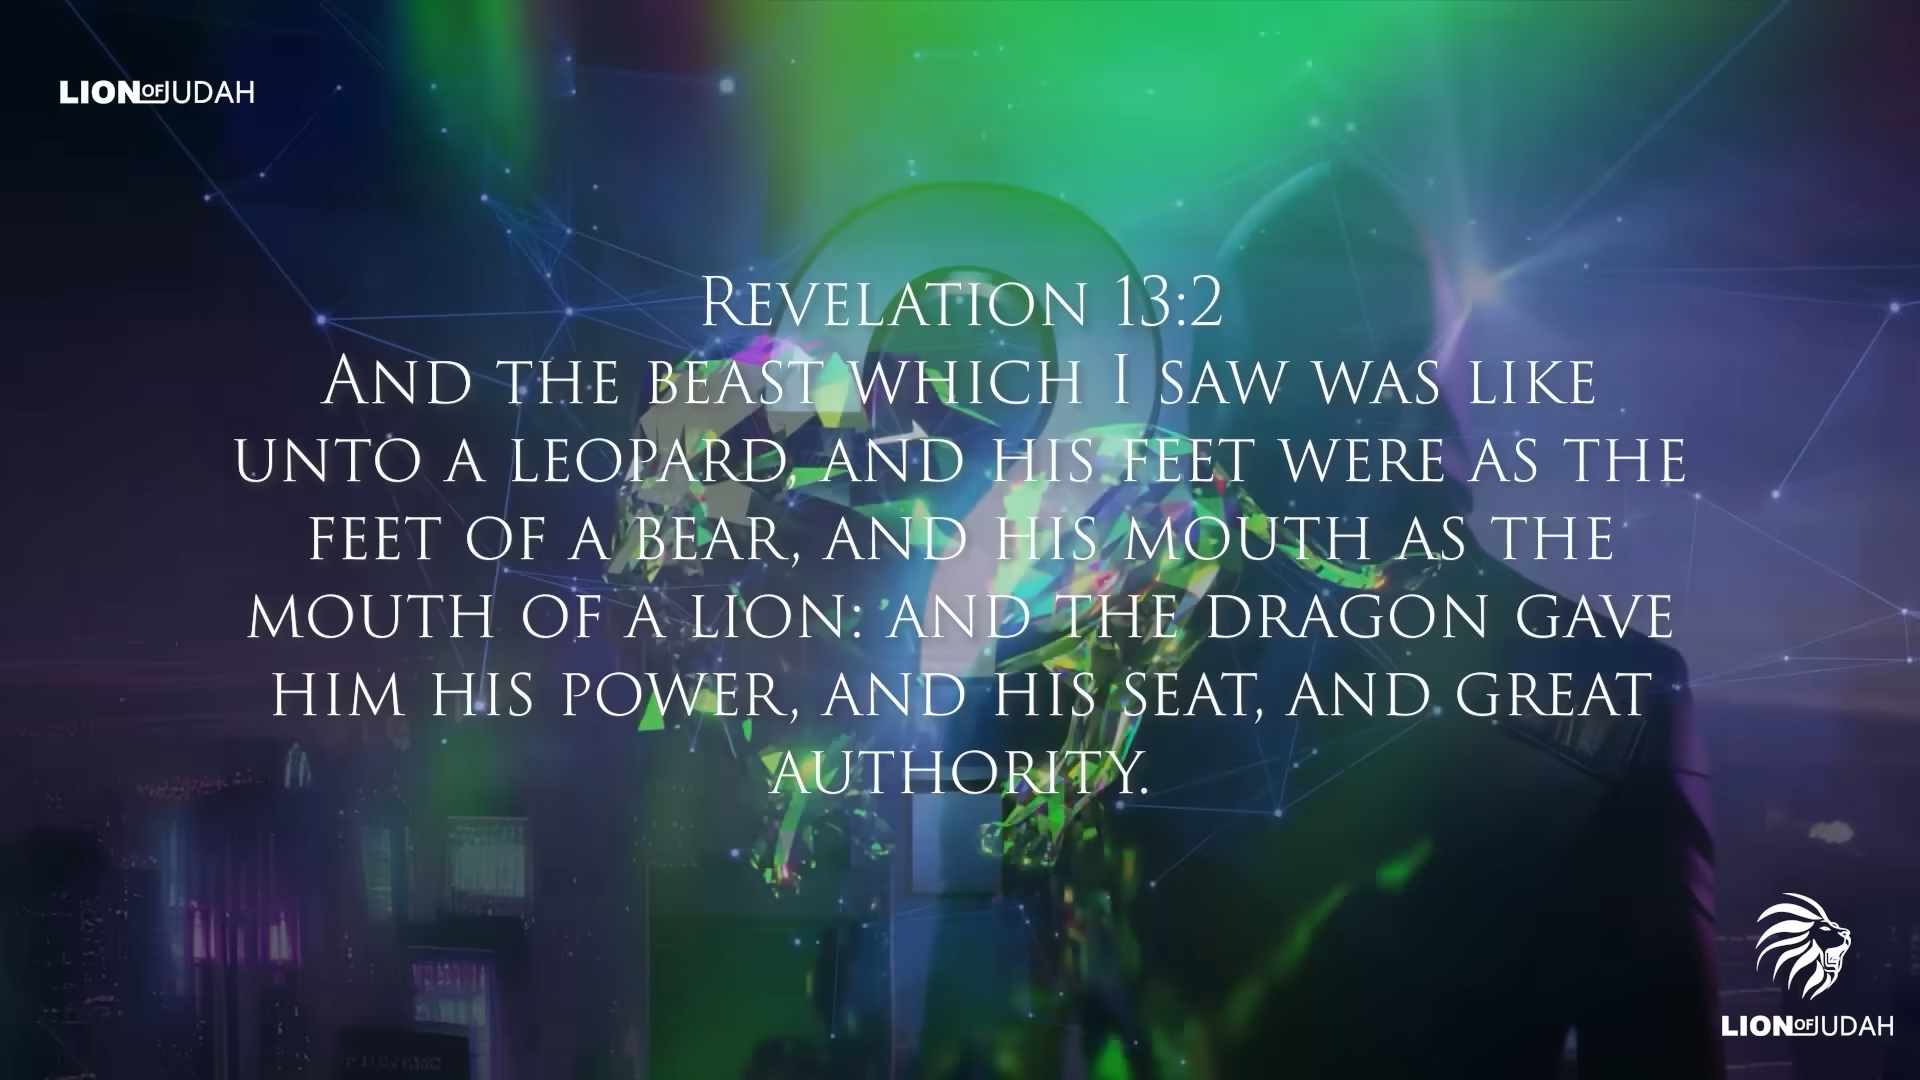 LIONOFJUDAH
Revelation 13:2
And the beast which I saw was like
unto a leopard, and his feet were as the
feet of a bear, and his mouth as the
mouth of a lion: and the dragon gave
him his power, and his seat, and great
authority.
LIONOFJUDAH